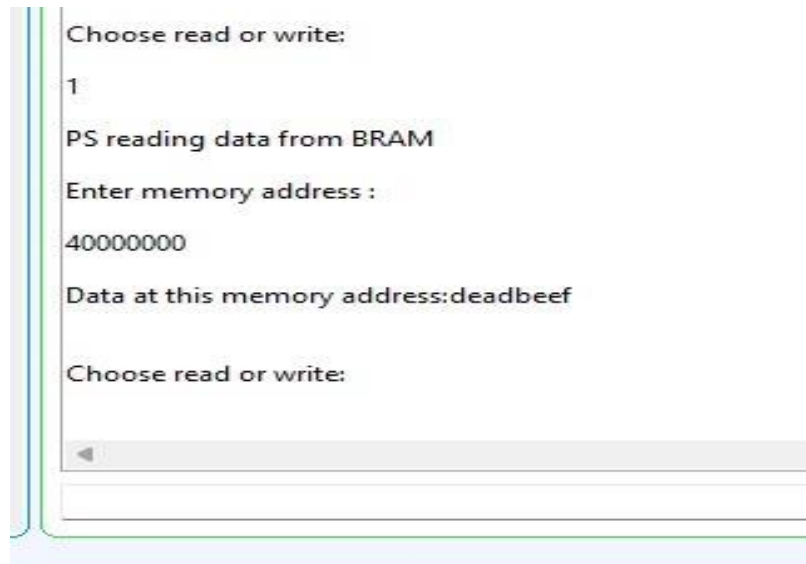 Choose read or write:
1
PS reading data from BRAM
Enter memory address :
40000000
Data at this memory address:deadbeef
Choose read or write: